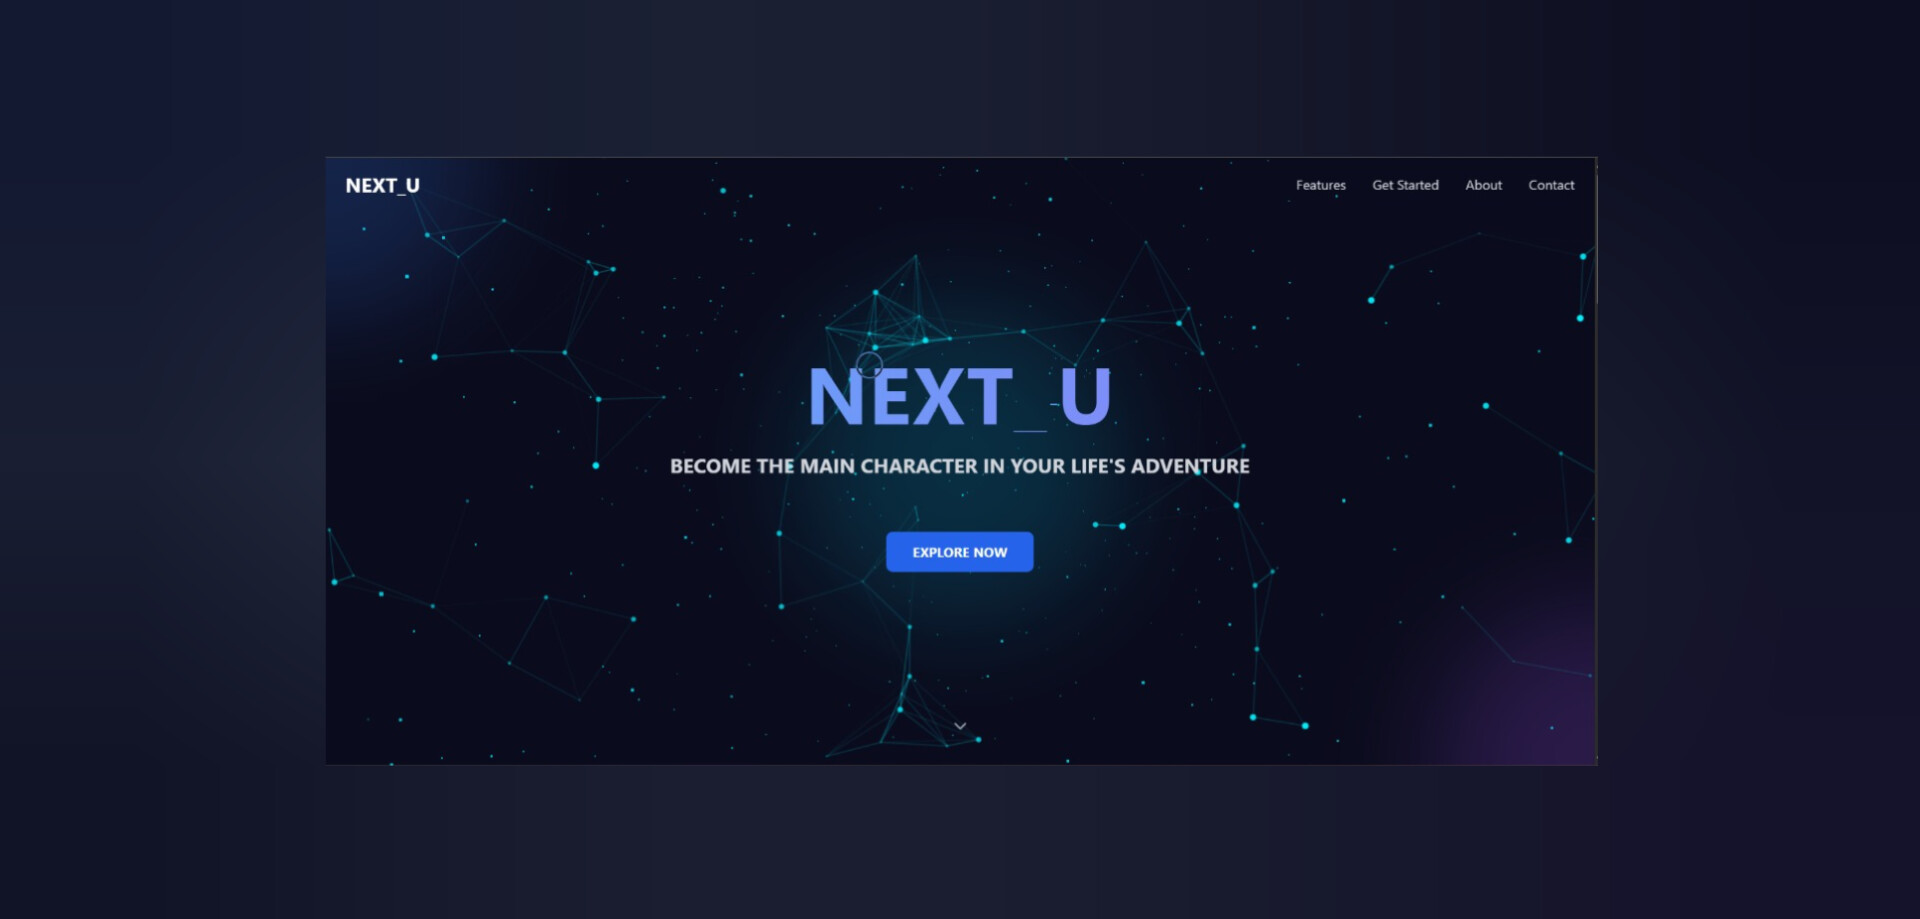 NEXT_U
Features Get Started About Contact
NEXT_U
BECOME THE MAIN CHARACTER IN YOUR LIFE'S ADVENTURE
EXPLORE NOW